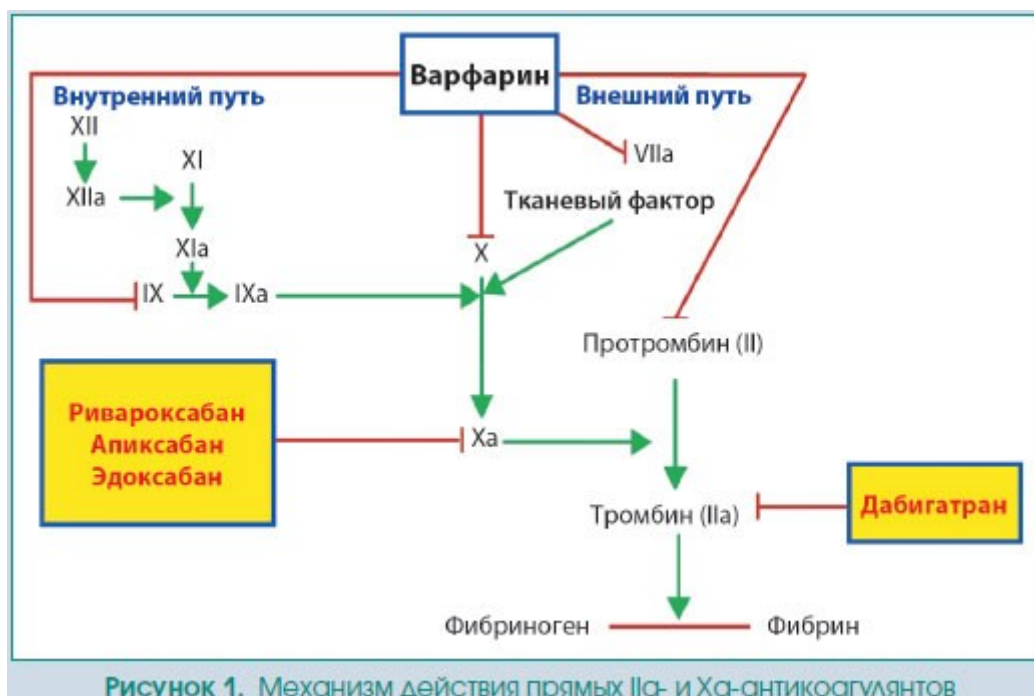 Варфарин
Внутренний путь
Внешний путь
XII
XI
VIIa
XIIa
Тканевый фактор
XIa
X
IX
IXa
Протромбин (II)
Ривароксабан
Апиксабан
Эдоксабан
Xa
Тромбин (IIa)
Дабигатран
Фибриноген
Фибрин
Рисунок 1. Механизм действия прямых IIa- и Xa-антикоагулянтов